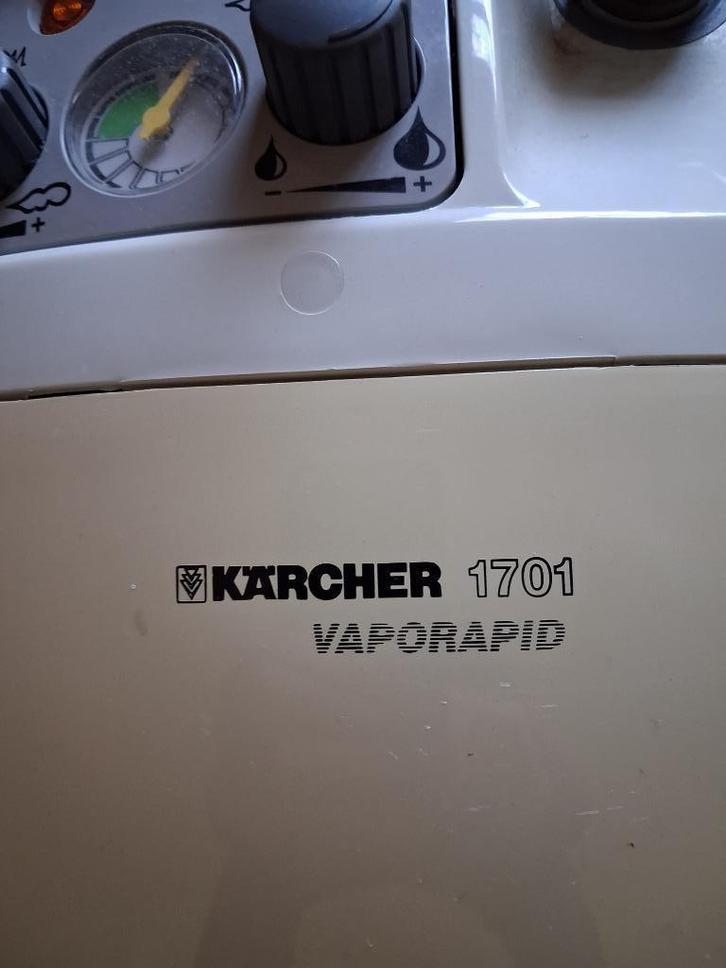 KÄRCHER 1701
VAPORAPID
- +
+